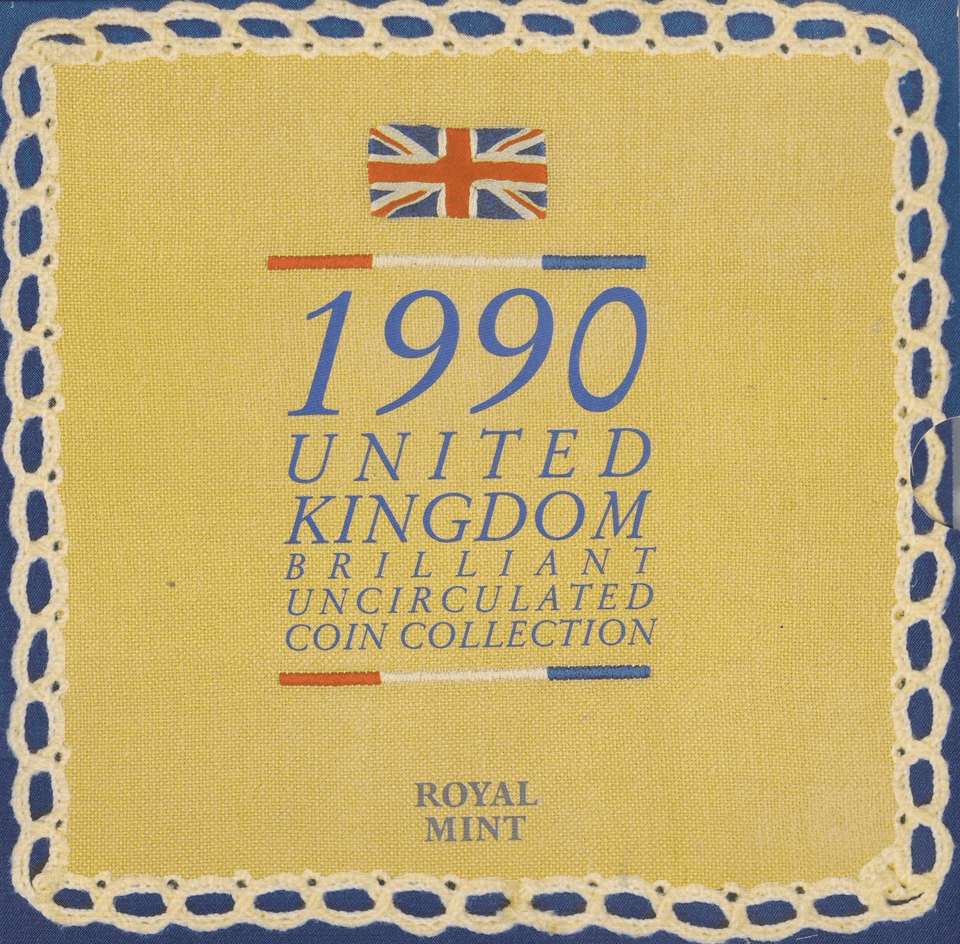 1990
UNITED
KINGDOM
BRILLIANT
UNCIRCULATED
COIN COLLECTION
ROYAL
MINT